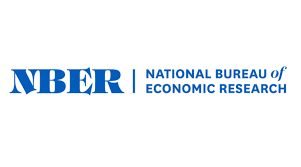 NBER | NATIONAL BUREAU of
ECONOMIC RESEARCH